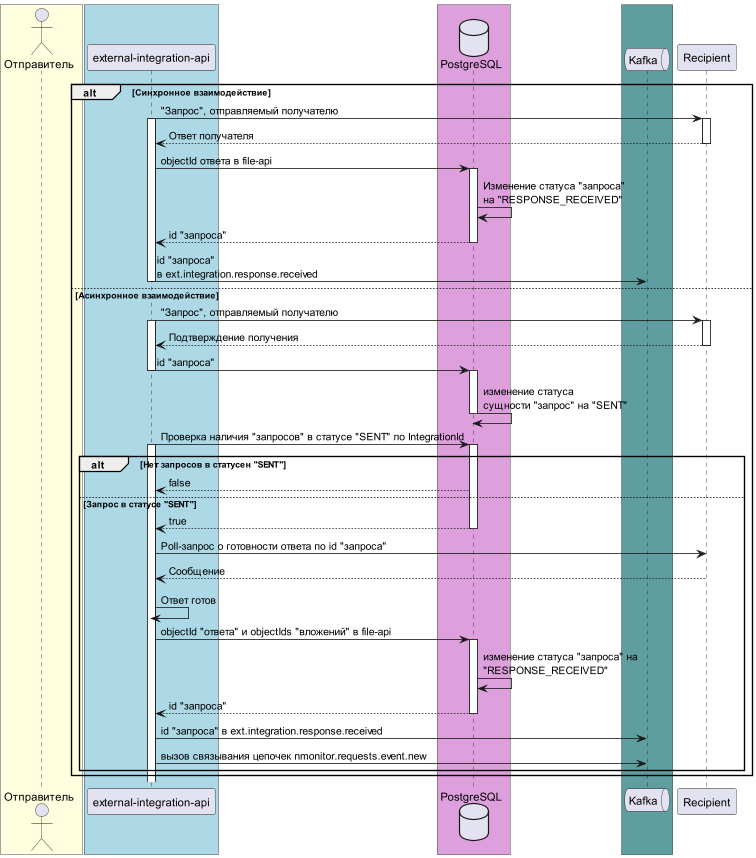 Отправитель
external-integration-api
PostgreSQL
Kafka
Recipient
alt
[Синхронное взаимодействие]
"Запрос", отправляемый получателю
Ответ получателя
objectId ответа в file-api
Изменение статуса "запроса"
на "RESPONSE_RECEIVED"
id "запроса"
id "запроса"
в ext.integration.response.received
[Асинхронное взаимодействие]
"Запрос", отправляемый получателю
Подтверждение получения
id "запроса"
изменение статуса
сущности "запрос" на "SENT"
Проверка наличия "запросов" в статусе "SENT" по IntegrationId
alt
[Нет запросов в статусен "SENT"]
false
[Запрос в статусе "SENT"]
true
Poll-запрос о готовности ответа по id "запроса"
Сообщение
Ответ готов
objectId "ответа" и objectIds "вложений" в file-api
изменение статуса "запроса" на
"RESPONSE_RECEIVED"
id "запроса"
id "запроса" в ext.integration.response.received
вызов связывания цепочек nmonitor.requests.event.new
Отправитель
external-integration-api
PostgreSQL
Kafka
Recipient